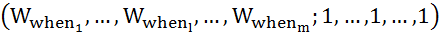 (W_{when_1}, … , W_{when_l}, … , W_{when_m}; 1, … ,1, … ,1)